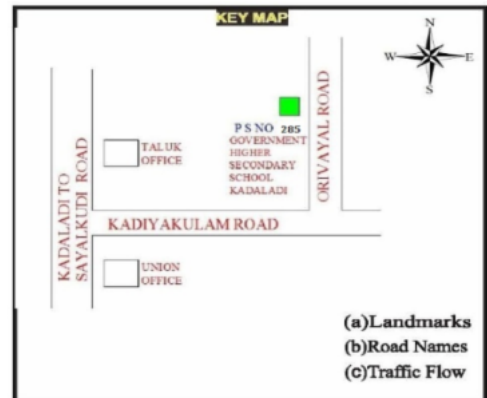 KEY MAP
N
W E
S
P S NO 285
GOVERNMENT
HIGHER
SECONDARY
SCHOOL
KADALADI
ORIVAYAL ROAD
TALUK
OFFICE
KADALADI TO
SAYALKUDI ROAD
KADIYAKULAM ROAD
UNION
OFFICE
(a)Landmarks
(b)Road Names
(c)Traffic Flow